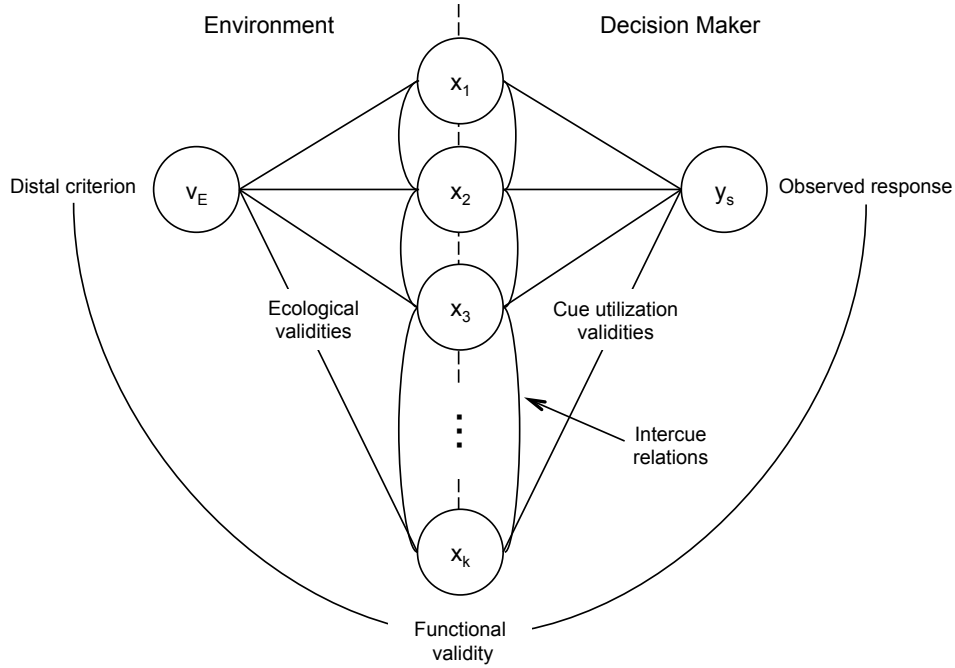 Environment
Decision Maker
x1
Distal criterion
vE
x2
ys
Observed response
x3
Ecological
validities
Cue utilization
validities
⋮
Intercue
relations
xk
Functional
validity